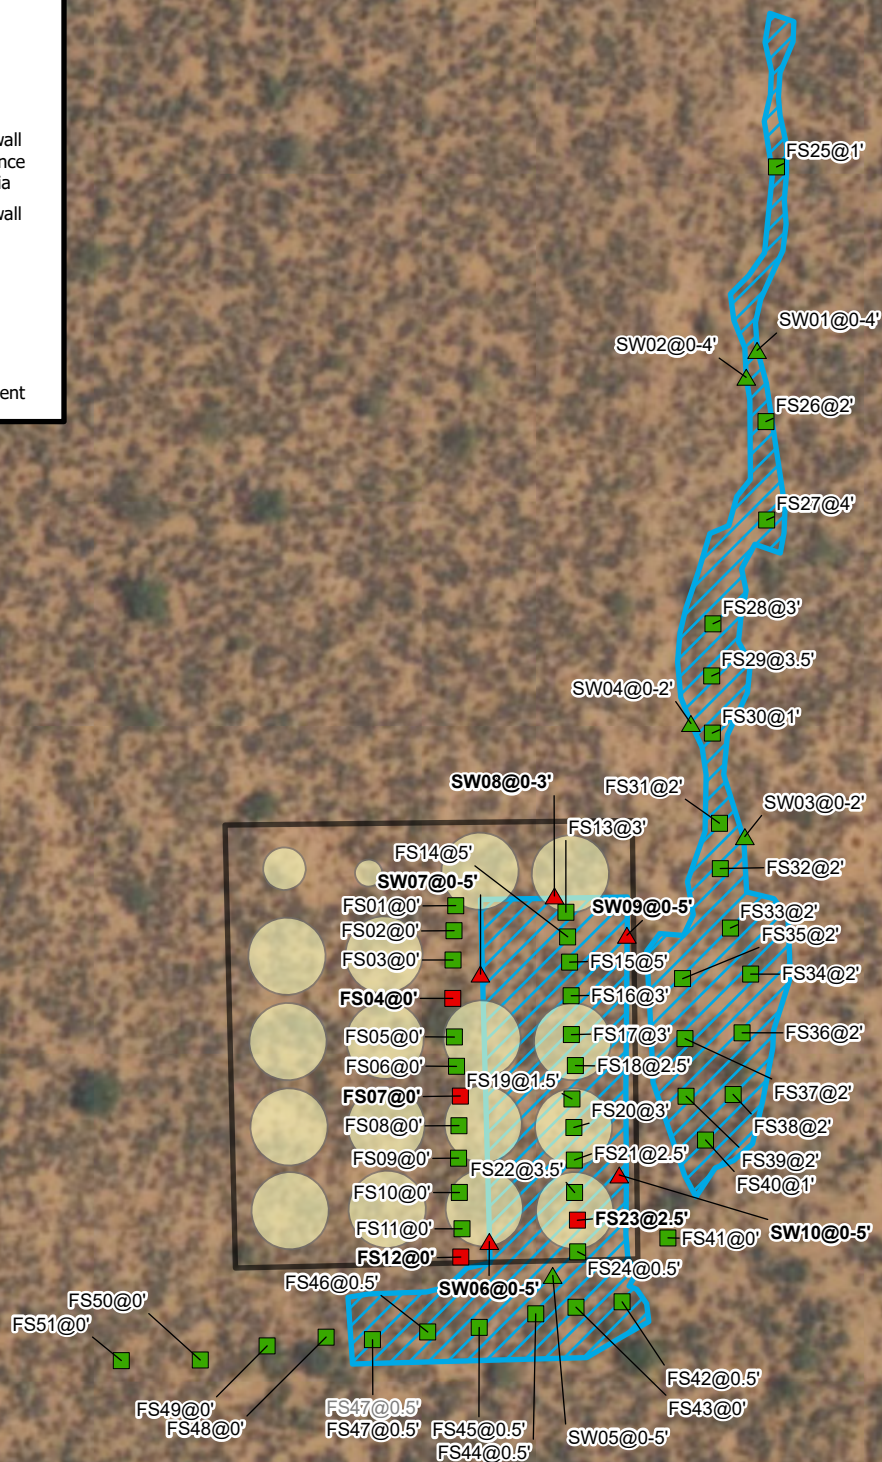 wall
nce
ia
wall
ent
FS25@1'
SW01@0-4'
SW02@0-4'
FS26@2'
FS27@4'
FS28@3'
FS29@3.5'
SW04@0-2'
FS30@1'
SW08@0-3'
FS31@2'
SW03@0-2'
FS13@3'
FS14@5'
FS32@2'
SW07@0-5'
FS01@0'
SW09@0-5'
FS33@2'
FS02@0'
FS35@2'
FS03@0'
FS15@5'
FS34@2'
FS04@0'
FS16@3'
FS05@0'
FS17@3'
FS36@2'
FS06@0'
FS18@2.5'
FS19@1.5'
FS37@2'
FS07@0'
FS20@3'
FS08@0'
FS38@2'
FS21@2.5'
FS09@0'
FS39@2'
FS22@3.5'
FS40@1'
FS10@0'
FS23@2.5'
FS11@0'
SW10@0-5'
FS41@0'
FS12@0'
FS24@0.5'
FS46@0.5'
SW06@0-5'
FS50@0'
FS51@0'
FS42@0.5'
FS49@0'
FS47@0.5'
FS43@0'
FS48@0'
FS47@0.5'
FS45@0.5'
SW05@0-5'
FS44@0.5'